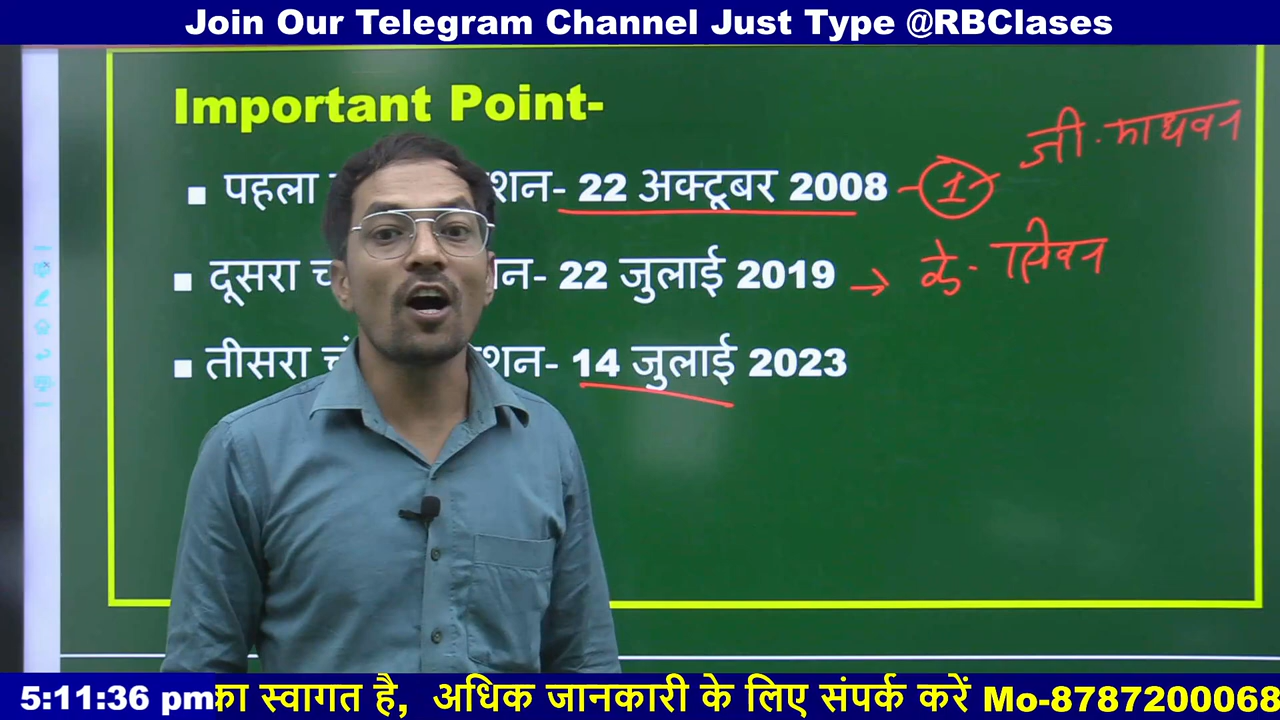 Join Our Telegram Channel Just Type @RBClases
Important Point-
जी. माधवन
■ पहला शन- 22 अक्टूबर 2008 - 1
■ दूसरा च न- 22 जुलाई 2019 → के. सिवन
■ तीसरा चं शन- 14 जुलाई 2023
5:11:36 pm का स्वागत है, अधिक जानकारी के लिए संपर्क करें Mo-8787200068